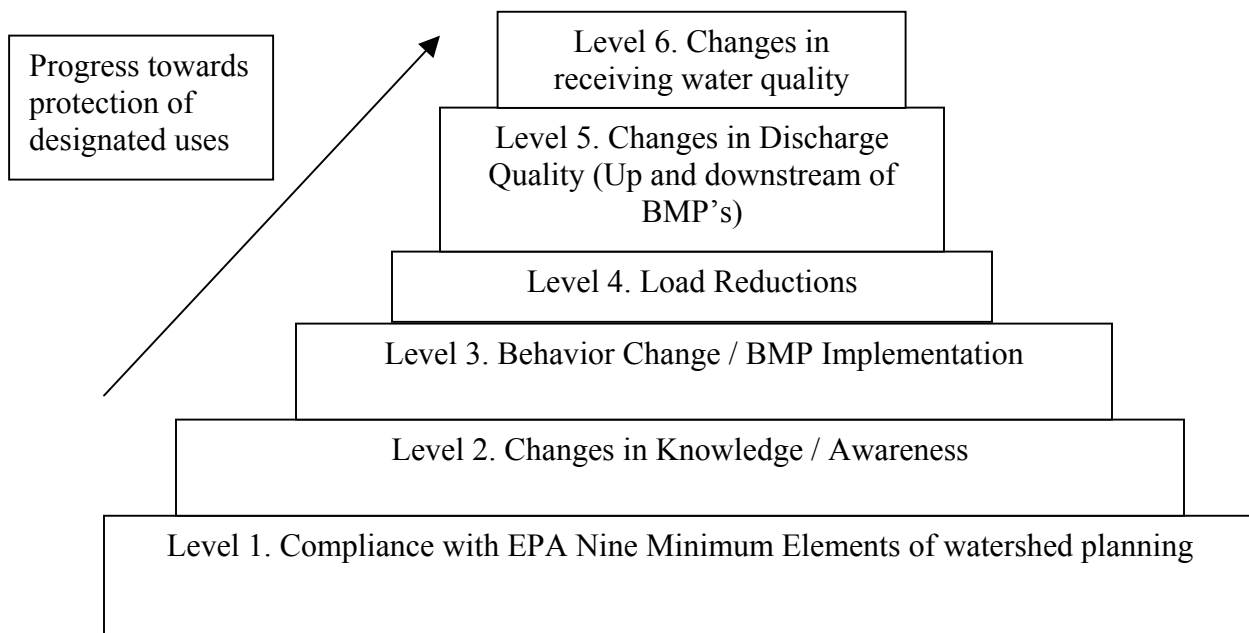 Progress towards
protection of
designated uses
Level 6. Changes in
receiving water quality
Level 5. Changes in Discharge
Quality (Up and downstream of
BMP’s)
Level 4. Load Reductions
Level 3. Behavior Change / BMP Implementation
Level 2. Changes in Knowledge / Awareness
Level 1. Compliance with EPA Nine Minimum Elements of watershed planning